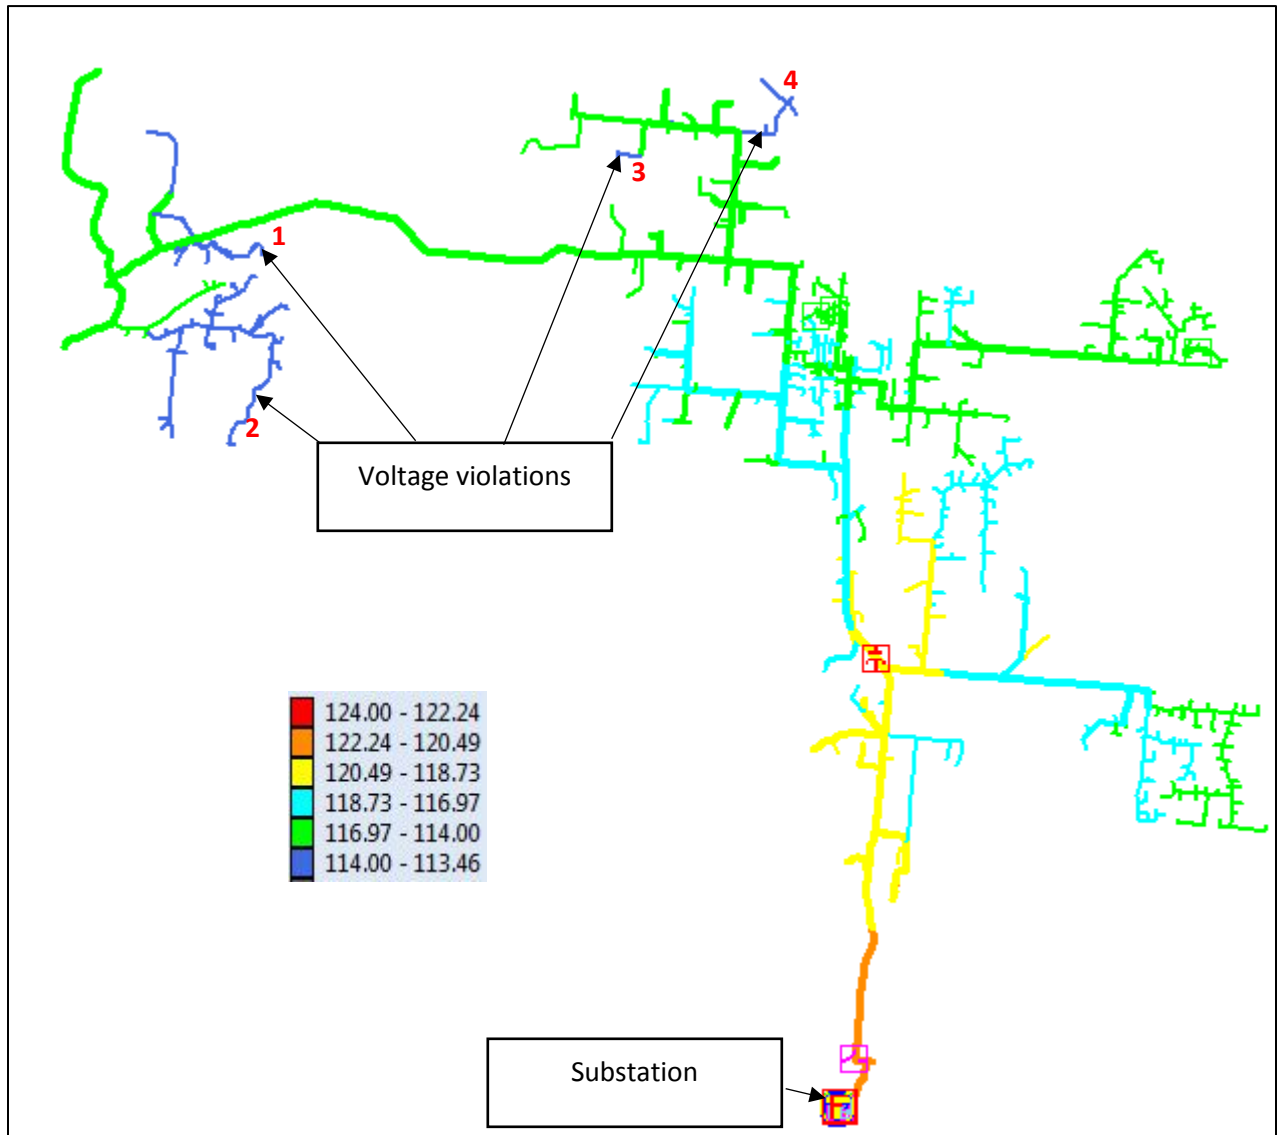 4
3
1
2
Voltage violations
124.00 - 122.24
122.24 - 120.49
120.49 - 118.73
118.73 - 116.97
116.97 - 114.00
114.00 - 113.46
Substation